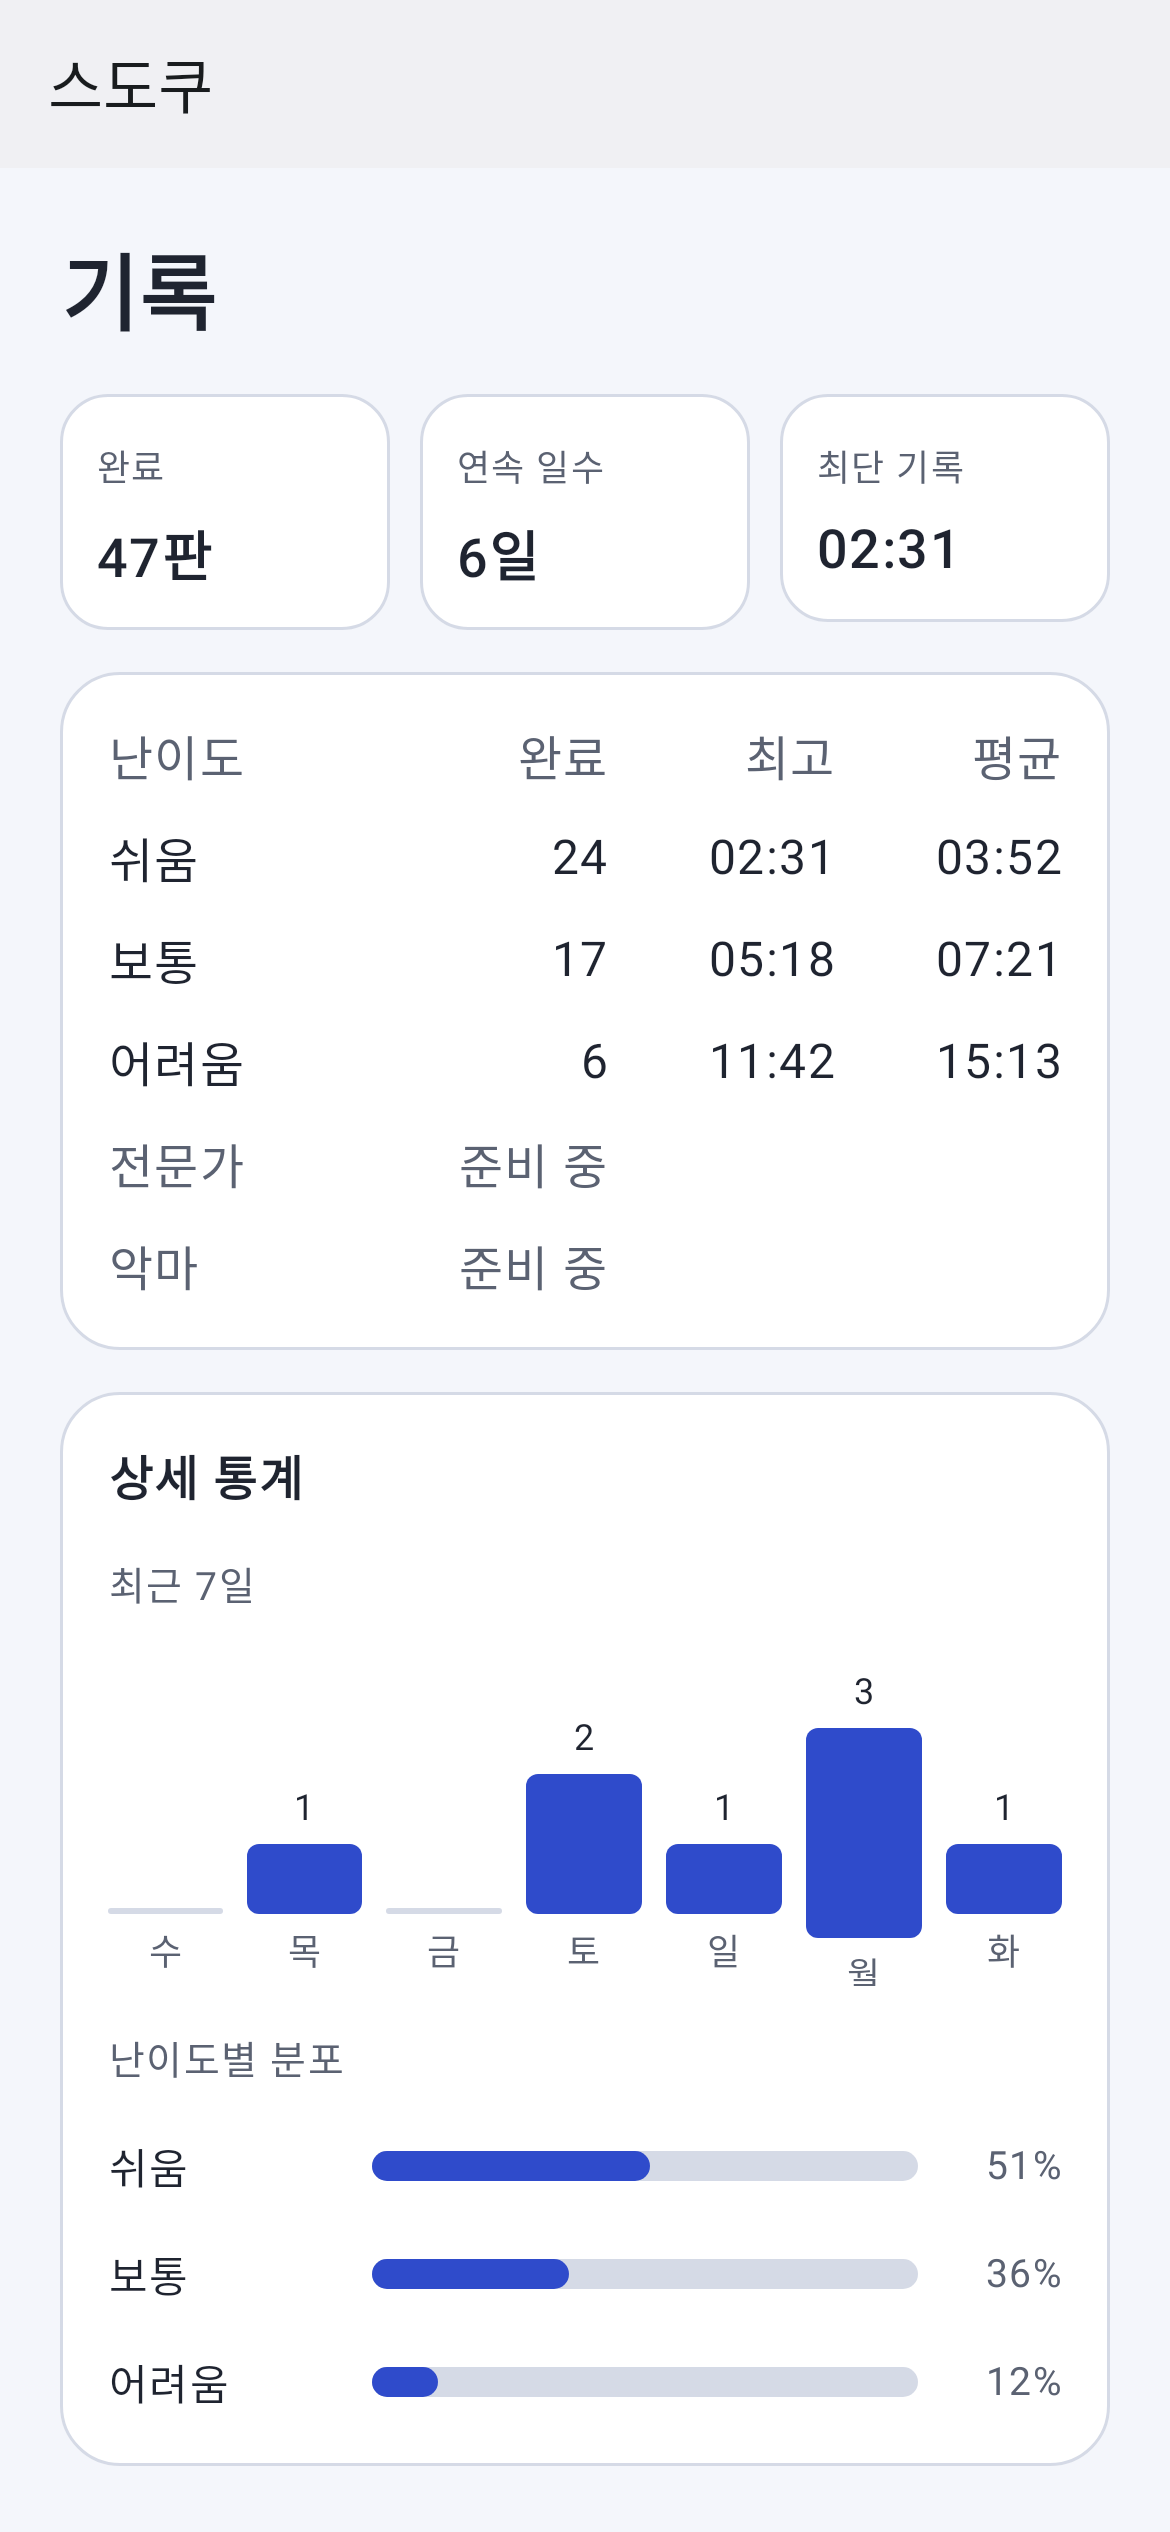 스도쿠
기록
완료
47판
연속 일수
6일
최단 기록
02:31
난이도 완료 최고 평균
쉬움 24 02:31 03:52
보통 17 05:18 07:21
어려움 6 11:42 15:13
전문가 준비 중
악마 준비 중
상세 통계
최근 7일
1 2 1 3 1
수 목 금 토 일 월 화
난이도별 분포
쉬움 51%
보통 36%
어려움 12%